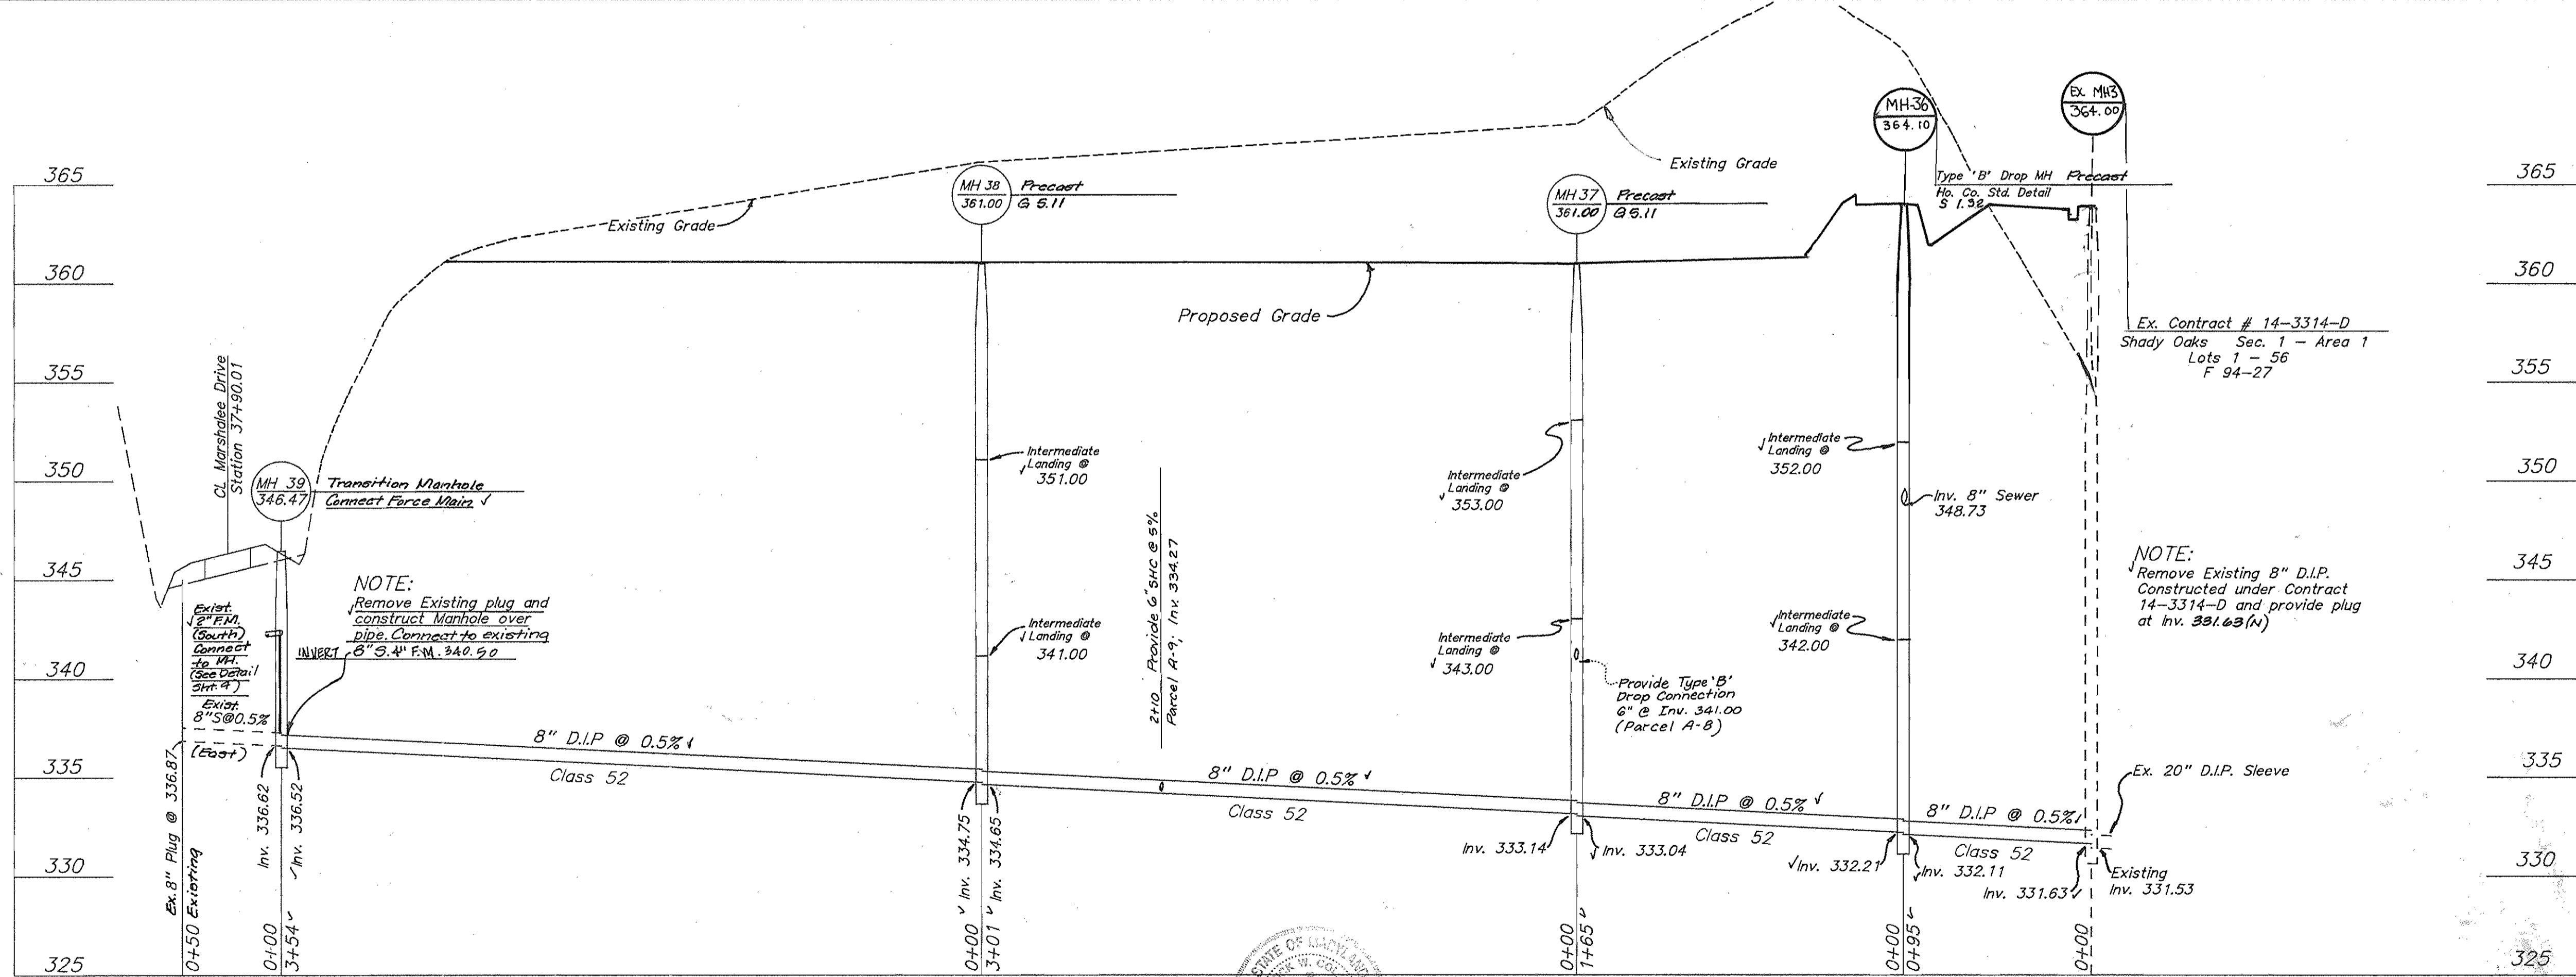 365
360
355
350
345
340
335
330
325
CL Marshalee Drive
Station 37+90.01
MH 39
346.47
Transition Manhole
Connect Force Main ✓
Exist.
✓2" F.M.
(South)
Connect
to MH.
(See Detail
Sht. 9)
Exist.
8"S@0.5%
(East)
Ex.8" Plug @ 336.87
0+50 Existing
NOTE:
✓Remove Existing plug and
construct Manhole over
pipe. Connect to existing
INVERT 8"S.4" F.M. 340.50
Inv. 336.62
✓Inv. 336.52
0+00
3+54 ✓
Existing Grade
8" D.I.P @ 0.5% ✓
Class 52
MH 38
361.00
Precast
G 5.11
Intermediate
✓Landing @
351.00
Intermediate
✓Landing @
341.00
✓Inv. 334.75
✓Inv. 334.65
0+00
3+01
Proposed Grade
2+10 Provide 6" SHC @ 5%
Parcel A-9; Inv. 334.27
8" D.I.P @ 0.5% ✓
Class 52
MH 37
361.00
Precast
G 5.11
Existing Grade
Intermediate
Landing @
✓ 353.00
Intermediate
Landing @
✓ 343.00
Provide Type 'B'
Drop Connection
6" @ Inv. 341.00
(Parcel A-8)
Inv. 333.14
✓Inv. 333.04
0+00
1+65 ✓
8" D.I.P @ 0.5% ✓
Class 52
MH-36
364.10
Type 'B' Drop MH Precast
Ho. Co. Std. Detail
S 1.32
✓Intermediate
Landing @
352.00
Inv. 8" Sewer
348.73
✓Intermediate
Landing @
342.00
✓Inv. 332.21
✓Inv. 332.11
0+00
0+95 ✓
8" D.I.P @ 0.5%✓
Class 52
EX MH3
364.00
Ex. Contract # 14-3314-D
Shady Oaks Sec. 1 - Area 1
Lots 1 - 56
F 94-27
NOTE:
✓Remove Existing 8" D.I.P.
Constructed under Contract
14-3314-D and provide plug
at Inv. 331.63(N)
Ex. 20" D.I.P. Sleeve
Inv. 331.63✓
Existing
Inv. 331.53
0+00
STATE OF MARYLAND
365
360
355
350
345
340
335
330
325